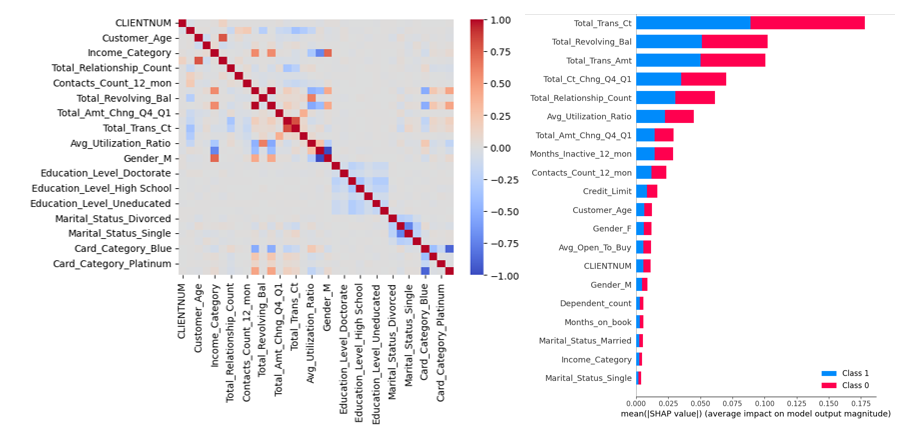 CLIENTNUM
Customer_Age
Income_Category
Total_Relationship_Count
Contacts_Count_12_mon
Total_Revolving_Bal
Total_Amt_Chng_Q4_Q1
Total_Trans_Ct
Avg_Utilization_Ratio
Gender_M
Education_Level_Doctorate
Education_Level_High School
Education_Level_Uneducated
Marital_Status_Divorced
Marital_Status_Single
Card_Category_Blue
Card_Category_Platinum
CLIENTNUM
Customer_Age
Income_Category
Total_Relationship_Count
Contacts_Count_12_mon
Total_Revolving_Bal
Total_Amt_Chng_Q4_Q1
Total_Trans_Ct
Avg_Utilization_Ratio
Gender_M
Education_Level_Doctorate
Education_Level_High School
Education_Level_Uneducated
Marital_Status_Divorced
Marital_Status_Single
Card_Category_Blue
Card_Category_Platinum
1.00
0.75
0.50
0.25
0.00
−0.25
−0.50
−0.75
−1.00
Total_Trans_Ct
Total_Revolving_Bal
Total_Trans_Amt
Total_Ct_Chng_Q4_Q1
Total_Relationship_Count
Avg_Utilization_Ratio
Total_Amt_Chng_Q4_Q1
Months_Inactive_12_mon
Contacts_Count_12_mon
Credit_Limit
Customer_Age
Gender_F
Avg_Open_To_Buy
CLIENTNUM
Gender_M
Dependent_count
Months_on_book
Marital_Status_Married
Income_Category
Marital_Status_Single
Class 1
Class 0
0.000 0.025 0.050 0.075 0.100 0.125 0.150 0.175
mean(|SHAP value|) (average impact on model output magnitude)